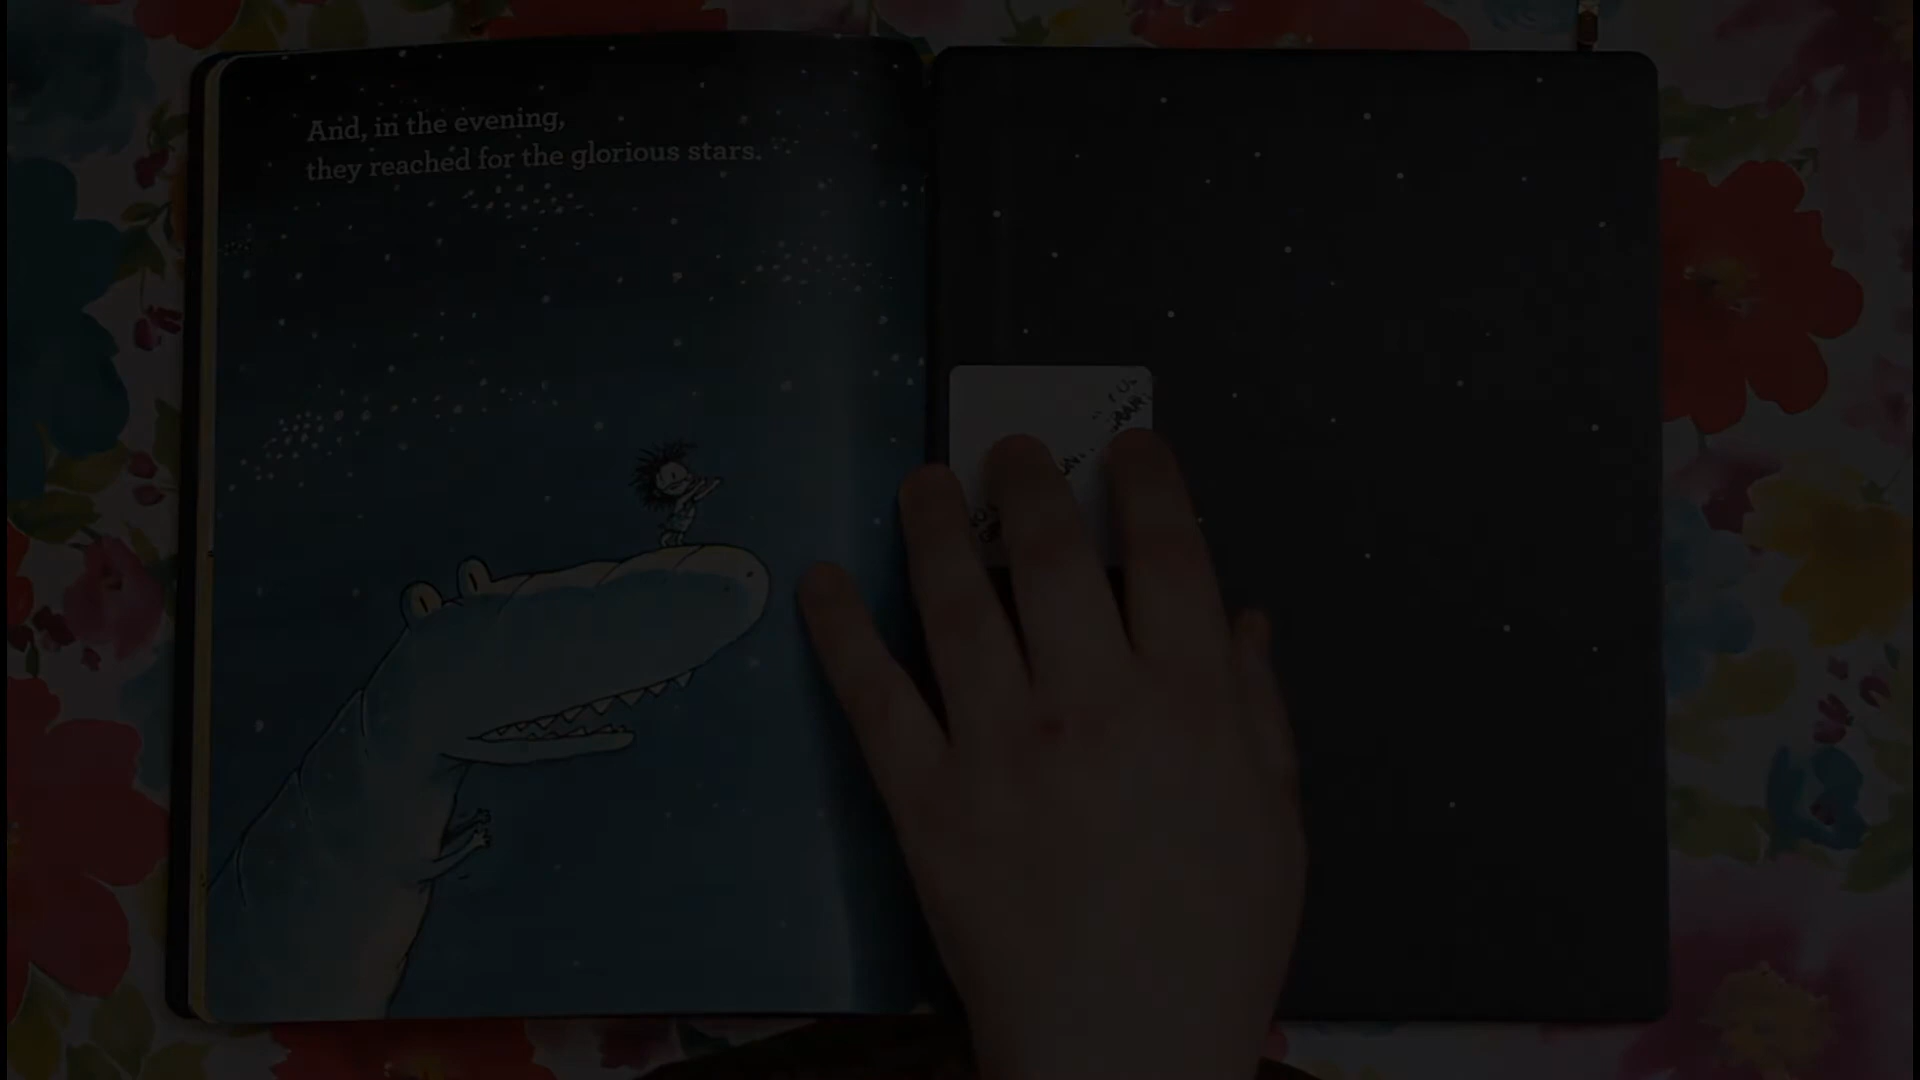 And, in the evening,
they reached for the glorious stars.